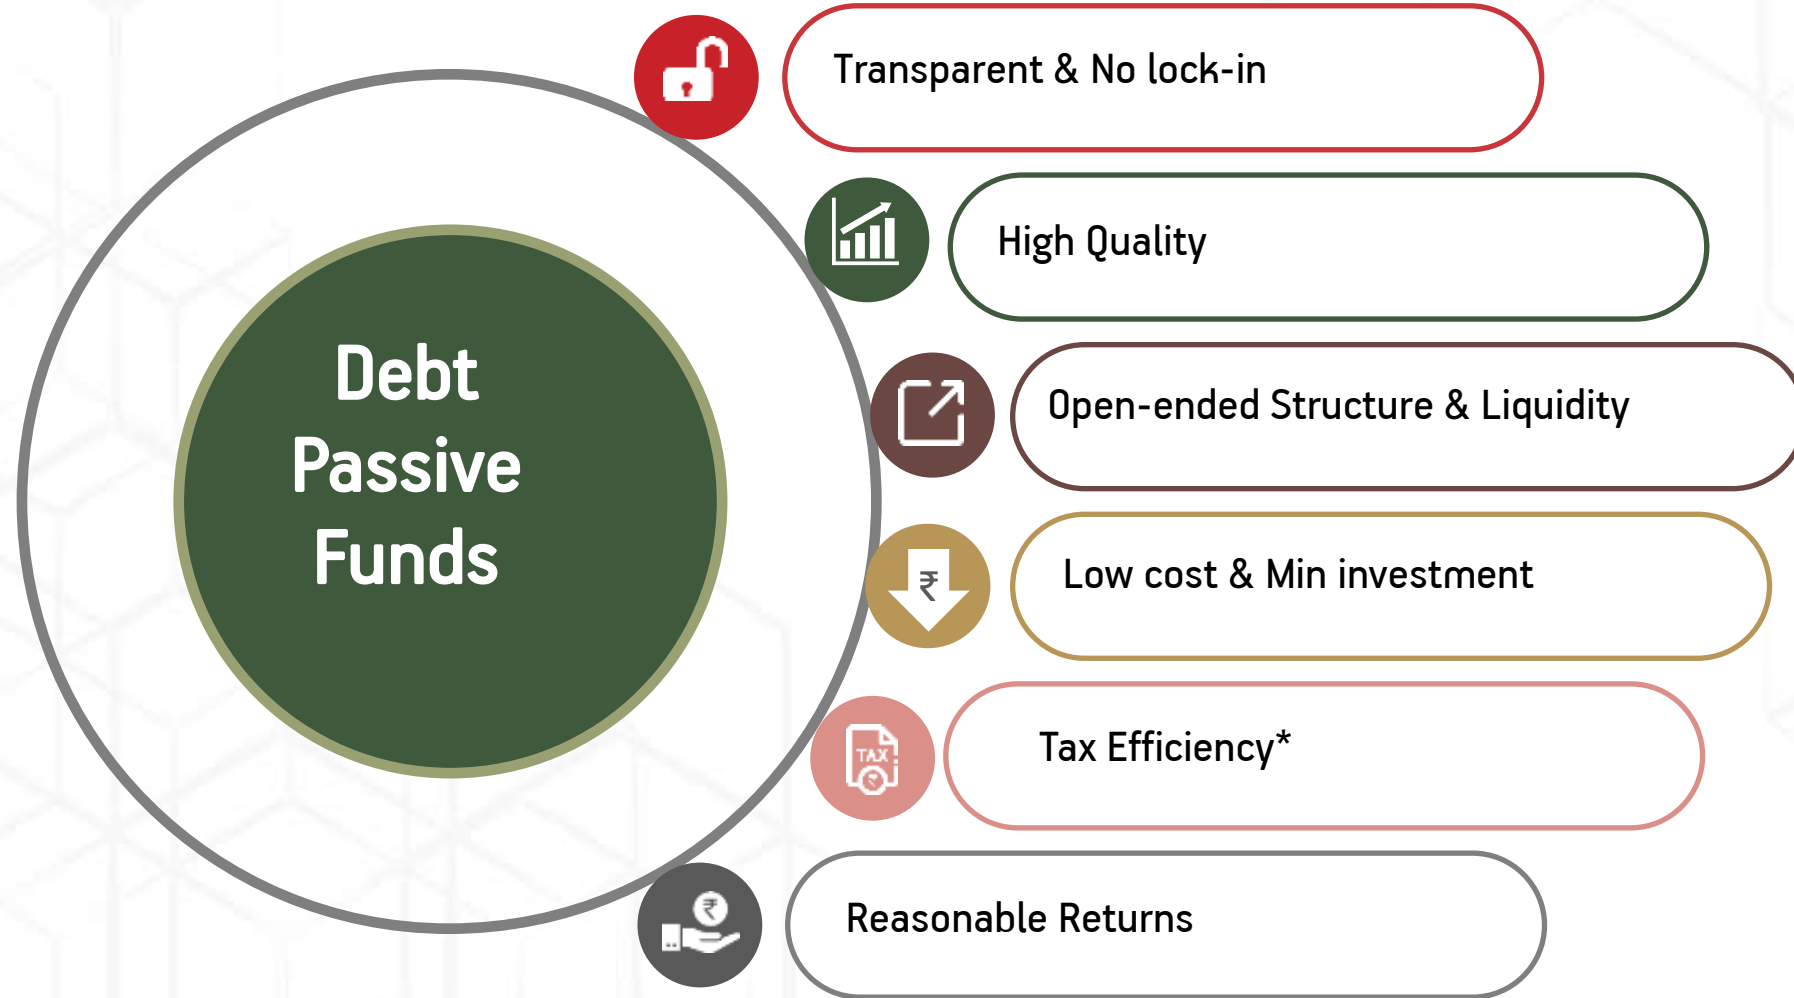 Transparent & No lock-in
High Quality
Debt
Passive
Funds
Open-ended Structure & Liquidity
₹
Low cost & Min investment
TAX
₹
Tax Efficiency*
₹
Reasonable Returns